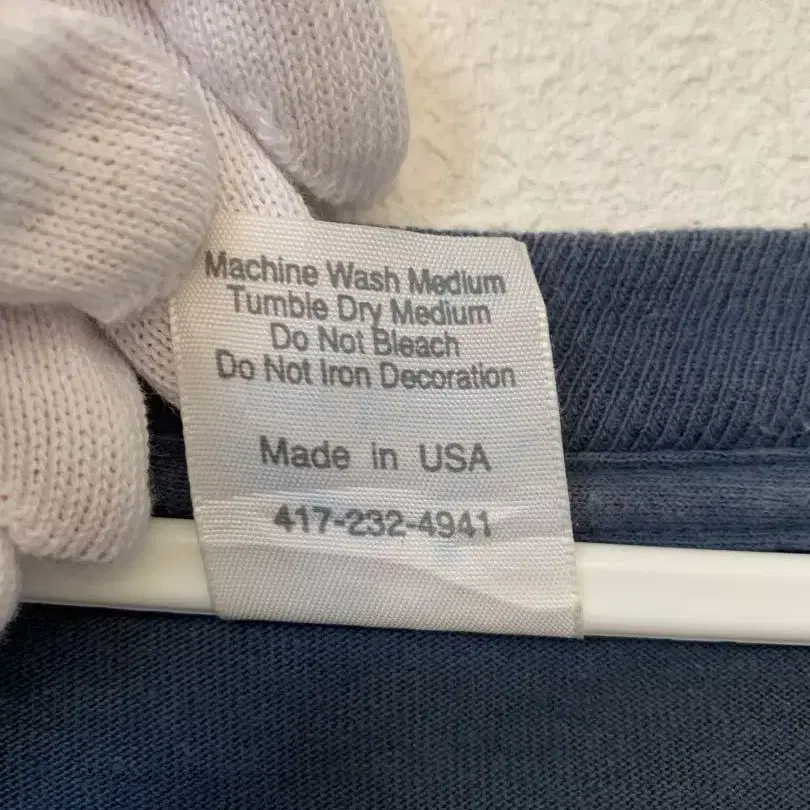 Machine Wash Medium
Tumble Dry Medium
Do Not Bleach
Do Not Iron Decoration
Made in USA
417-232-4941